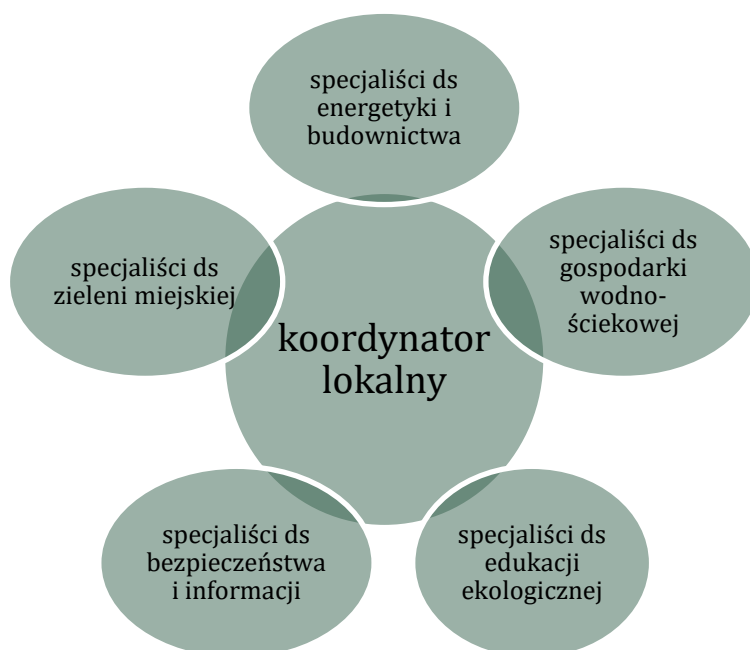 specjaliści ds
energetyki i
budownictwa
specjaliści ds
zieleni miejskiej
specjaliści ds
gospodarki
wodno-
ściekowej
koordynator
lokalny
specjaliści ds
bezpieczeństwa
i informacji
specjaliści ds
edukacji
ekologicznej